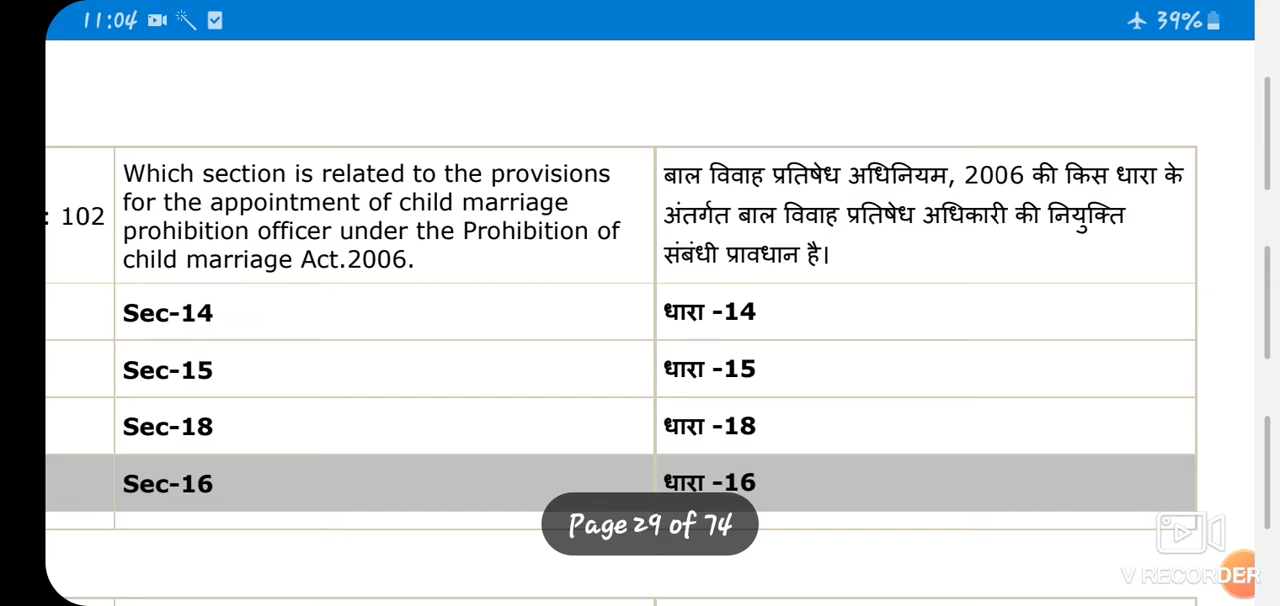 11:04
39%
: 102
Which section is related to the provisions
for the appointment of child marriage
prohibition officer under the Prohibition of
child marriage Act.2006.
बाल विवाह प्रतिषेध अधिनियम, 2006 की किस धारा के
अंतर्गत बाल विवाह प्रतिषेध अधिकारी की नियुक्ति
संबंधी प्रावधान है।
Sec-14
धारा -14
Sec-15
धारा -15
Sec-18
धारा -18
Sec-16
धारा -16
Page 29 of 74
V RECORDER